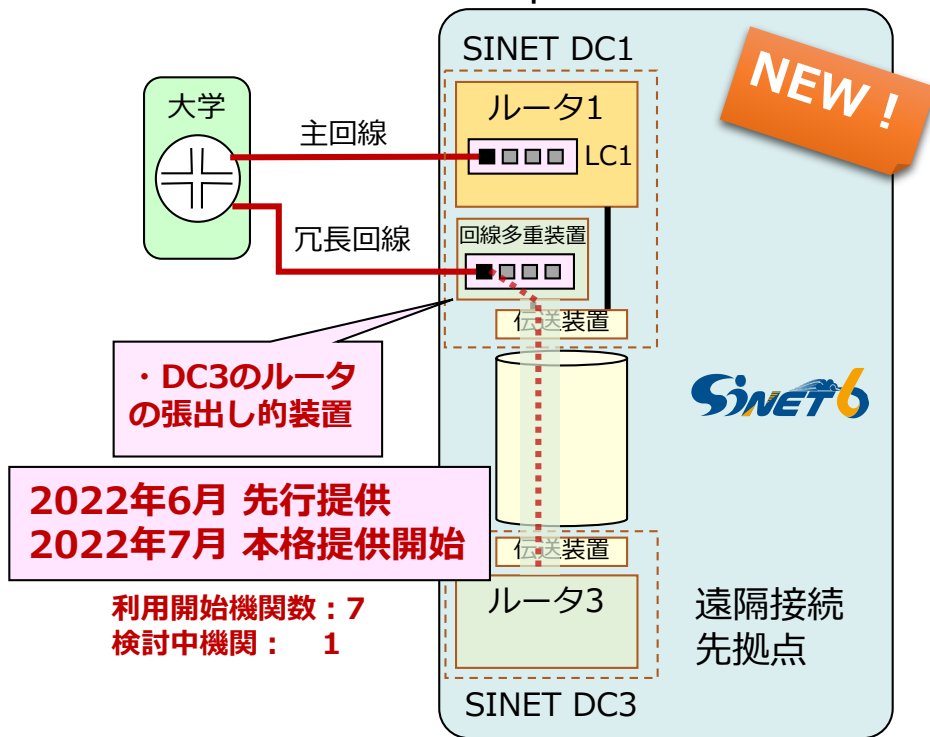 SINET DC1
NEW！
大学
ルータ1
主回線
LC1
冗長回線
回線多重装置
伝送装置
・DC3のルータ
の張出し的装置
SINET6
2022年6月 先行提供
2022年7月 本格提供開始
伝送装置
利用開始機関数：7
検討中機関： 1
ルータ3
遠隔接続
先拠点
SINET DC3